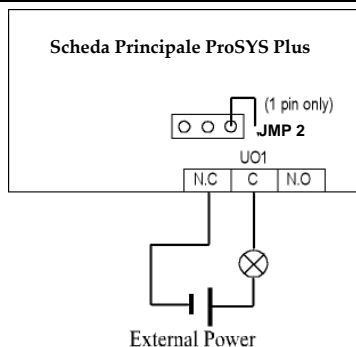 Scheda Principale ProSYS Plus
(1 pin only)
JMP 2
UO1
N.C C N.O
External Power